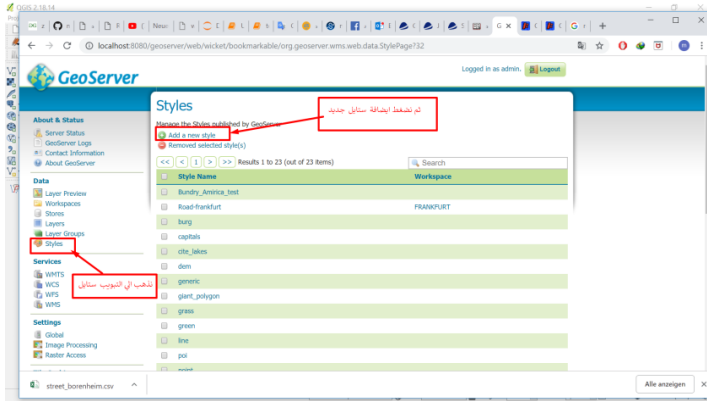 QGIS 2.18.14
localhost:8080/geoserver/web/wicket/bookmarkable/org.geoserver.wms.web.data.StylePage?32
GeoServer
Logged in as admin.
Logout
About & Status
Server Status
GeoServer Logs
Contact Information
About GeoServer
Data
Layer Preview
Workspaces
Stores
Layers
Layer Groups
Styles
Services
WMTS
WCS
WFS
WMS
Settings
Global
Image Processing
Raster Access
نذهب الي التبويب ستايل
Styles
Manage the Styles published by GeoServer
ثم نضغط ايضافة ستايل جديد
Add a new style
Removed selected style(s)
<< < 1 > >> Results 1 to 23 (out of 23 items)
Search
Style Name Workspace
Bundry_Amirica_test
Road-frankfurt FRANKFURT
burg
capitals
cite_lakes
dem
generic
giant_polygon
grass
green
line
poi
point
street_borenheim.csv
Alle anzeigen